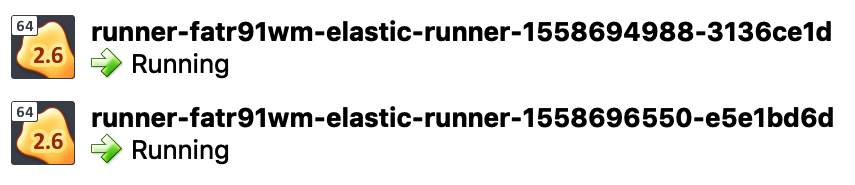 64
2.6
runner-fatr91wm-elastic-runner-1558694988-3136ce1d
Running
64
2.6
runner-fatr91wm-elastic-runner-1558696550-e5e1bd6d
Running